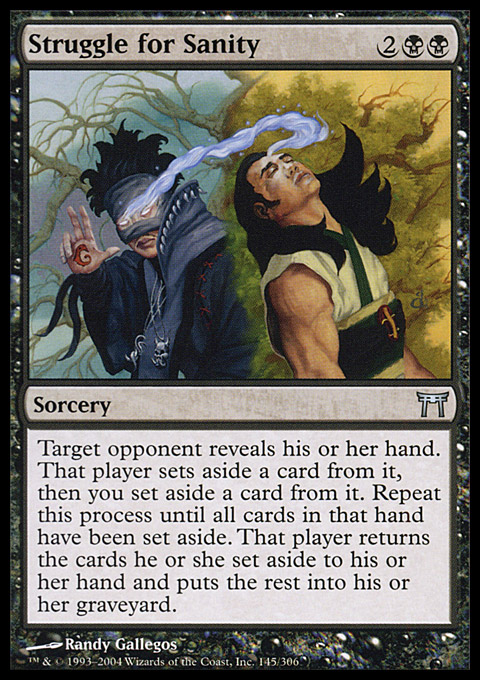 Struggle for Sanity 2
Sorcery
Target opponent reveals his or her hand.
That player sets aside a card from it,
then you set aside a card from it. Repeat
this process until all cards in that hand
have been set aside. That player returns
the cards he or she set aside to his or
her hand and puts the rest into his or
her graveyard.
Randy Gallegos
™ & © 1993–2004 Wizards of the Coast, Inc. 145/306